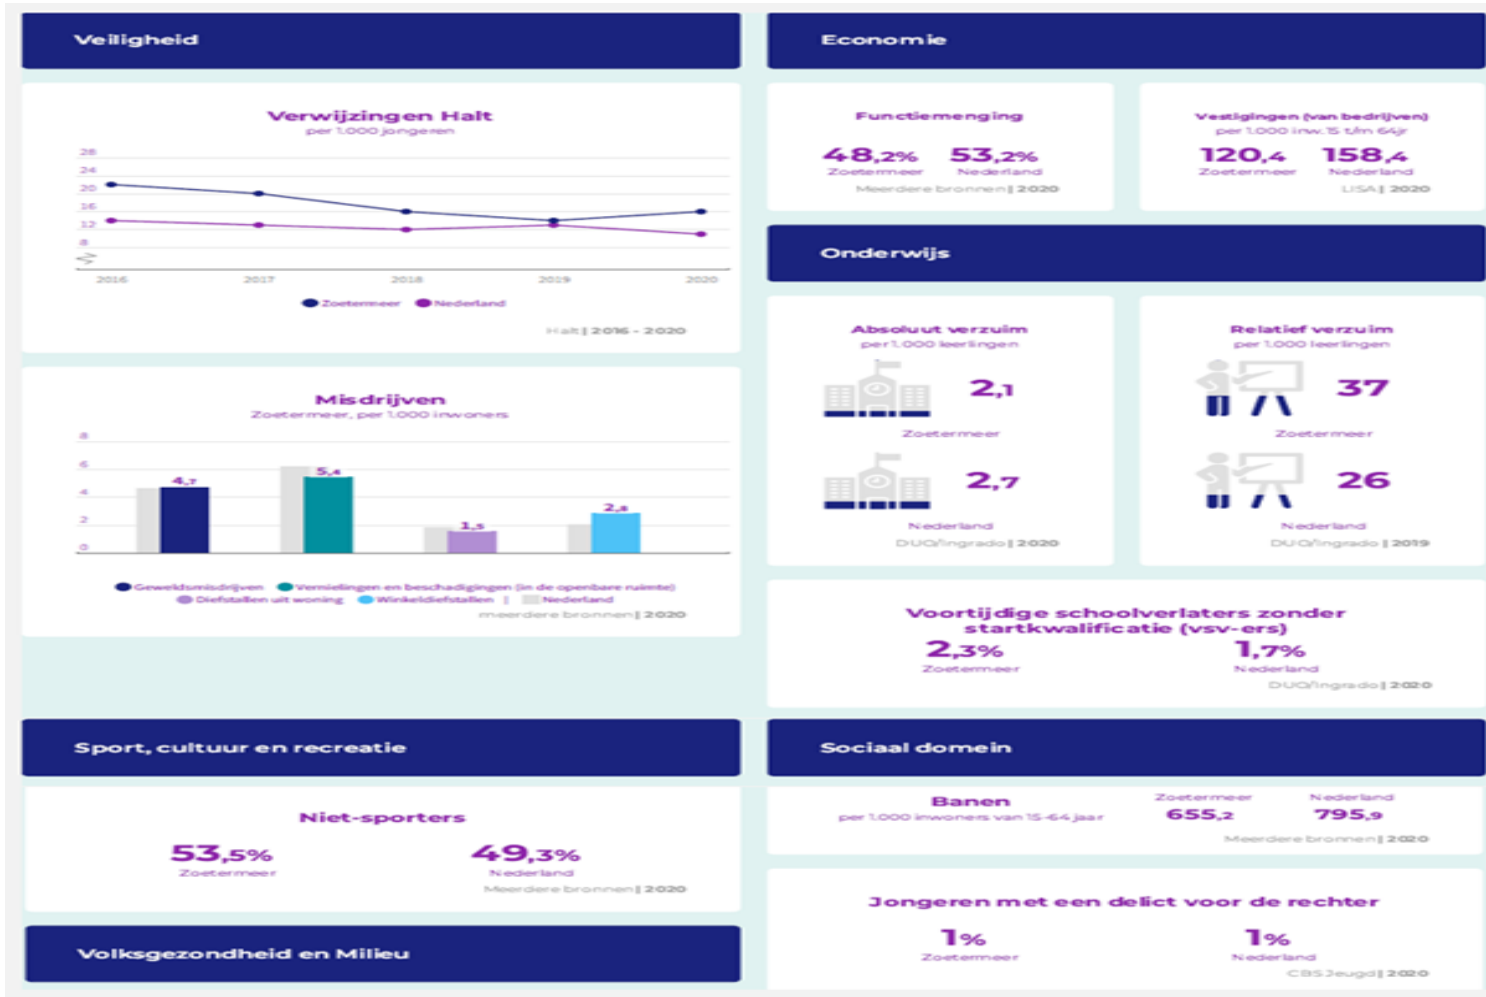 Veiligheid
Verwijzingen Halt
per 1.000 jongeren
28
24
20
16
12
8
2016 2017 2018 2019 2020
Zoetermeer Nederland
Halt | 2016 - 2020
Misdrijven
Zoetermeer, per 1.000 inwoners
8
6
4
2
0
4,7
5,4
1,5
2,8
Geweldsmisdrijven Vernielingen en beschadigingen (in de openbare ruimte)
Diefstallen uit woning Winkeldiefstallen | Nederland
meerdere bronnen | 2020
Economie
Functiemenging
48,2% 53,2%
Zoetermeer Nederland
Meerdere bronnen | 2020
Vestigingen (van bedrijven)
per 1.000 inw. 15 t/m 64jr
120,4 158,4
Zoetermeer Nederland
LISA | 2020
Onderwijs
Absoluut verzuim
per 1.000 leerlingen
2,1
Zoetermeer
2,7
Nederland
DUO/Ingrado | 2020
Relatief verzuim
per 1.000 leerlingen
37
Zoetermeer
26
Nederland
DUO/Ingrado | 2019
Voortijdige schoolverlaters zonder
startkwalificatie (vsv-ers)
2,3% 1,7%
Zoetermeer Nederland
DUO/Ingrado | 2020
Sport, cultuur en recreatie
Niet-sporters
53,5% 49,3%
Zoetermeer Nederland
Meerdere bronnen | 2020
Volksgezondheid en Milieu
Sociaal domein
Banen
per 1.000 inwoners van 15-64 jaar
Zoetermeer Nederland
655,2 795,9
Meerdere bronnen | 2020
Jongeren met een delict voor de rechter
1% 1%
Zoetermeer Nederland
CBS Jeugd | 2020